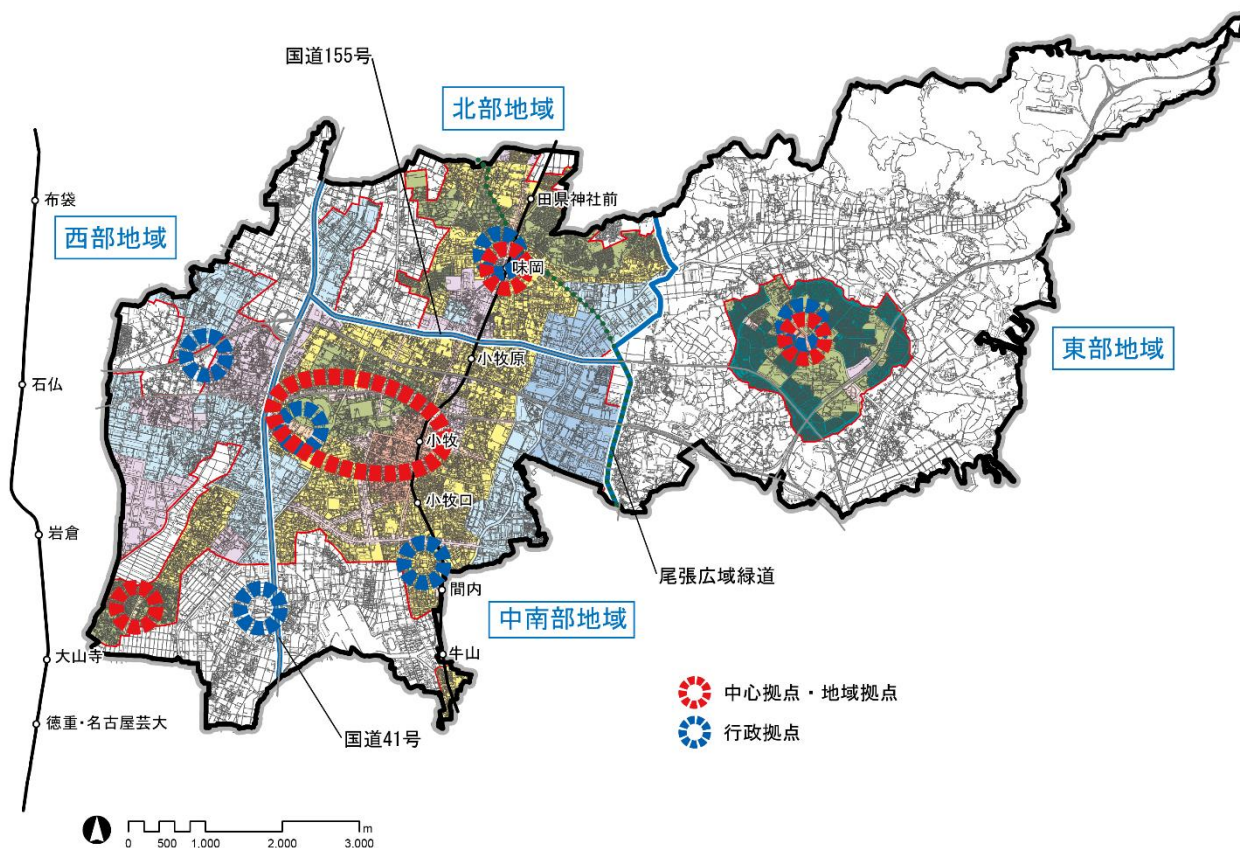 国道155号
北部地域
田県神社前
布袋
西部地域
味岡
東部地域
小牧原
石仏
小牧
小牧口
岩倉
尾張広域緑道
間内
中南部地域
牛山
大山寺
中心拠点・地域拠点
徳重・名古屋芸大
行政拠点
国道41号
0 500 1,000 2,000 3,000 m